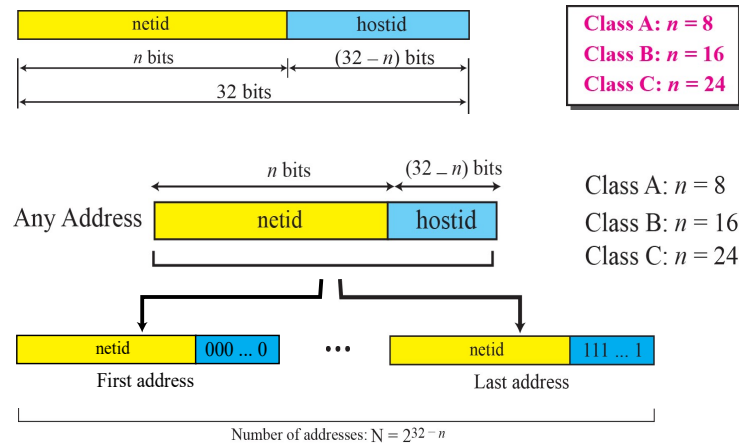 netid hostid
n bits (32 – n) bits
32 bits
Class A: n = 8
Class B: n = 16
Class C: n = 24
n bits (32 – n) bits
Any Address netid hostid
Class A: n = 8
Class B: n = 16
Class C: n = 24
netid 000 ... 0 ••• netid 111 ... 1
First address Last address
Number of addresses: N = 2³²⁻ⁿ